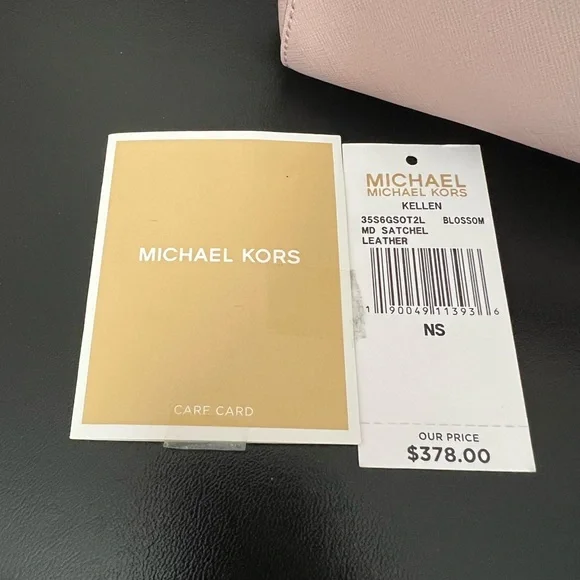 MICHAEL KORS
CARE CARD
MICHAEL
MICHAEL KORS
KELLEN
35S6GSOT2L BLOSSOM
MD SATCHEL
LEATHER
1 90049 11393 6
NS
OUR PRICE
$378.00